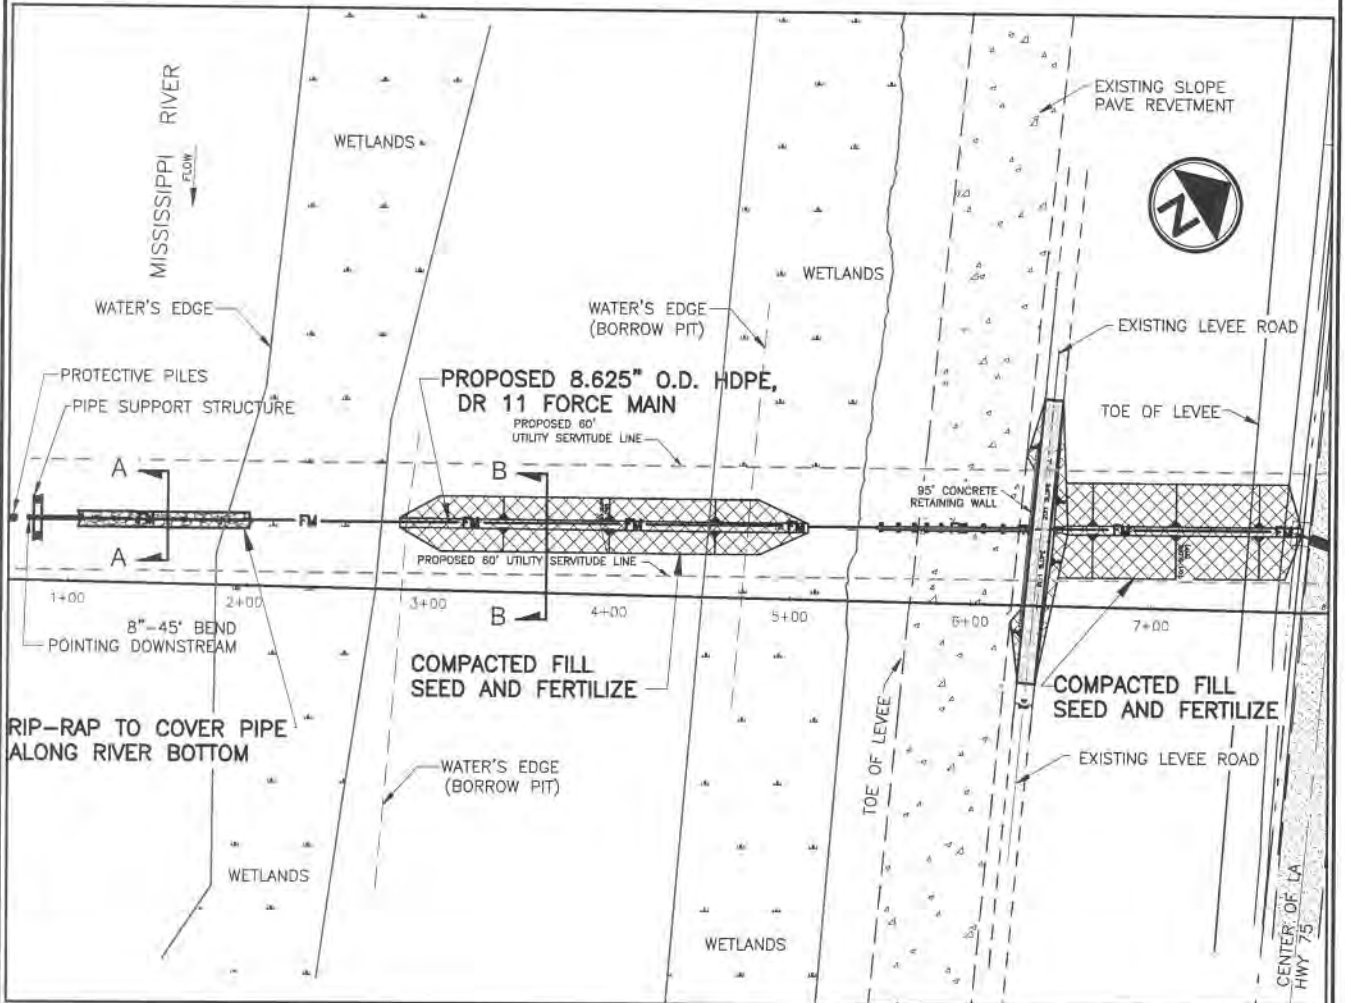 EXISTING SLOPE
PAVE REVETMENT
MISSISSIPPI RIVER
FLOW
WETLANDS
N
WETLANDS
WATER'S EDGE
WATER'S EDGE
(BORROW PIT)
EXISTING LEVEE ROAD
PROTECTIVE PILES
PIPE SUPPORT STRUCTURE
PROPOSED 8.625" O.D. HDPE,
DR 11 FORCE MAIN
PROPOSED 60'
UTILITY SERVITUDE LINE
TOE OF LEVEE
A
B
95' CONCRETE
RETAINING WALL
FM
FM
FM
FM
FM
FM
FM
A
PROPOSED 60' UTILITY SERVITUDE LINE
B
1+00
2+00
3+00
4+00
5+00
6+00
7+00
8"-45° BEND
POINTING DOWNSTREAM
COMPACTED FILL
SEED AND FERTILIZE
COMPACTED FILL
SEED AND FERTILIZE
RIP-RAP TO COVER PIPE
ALONG RIVER BOTTOM
TOE OF LEVEE
EXISTING LEVEE ROAD
WATER'S EDGE
(BORROW PIT)
WETLANDS
WETLANDS
CENTER OF LA
HWY 75